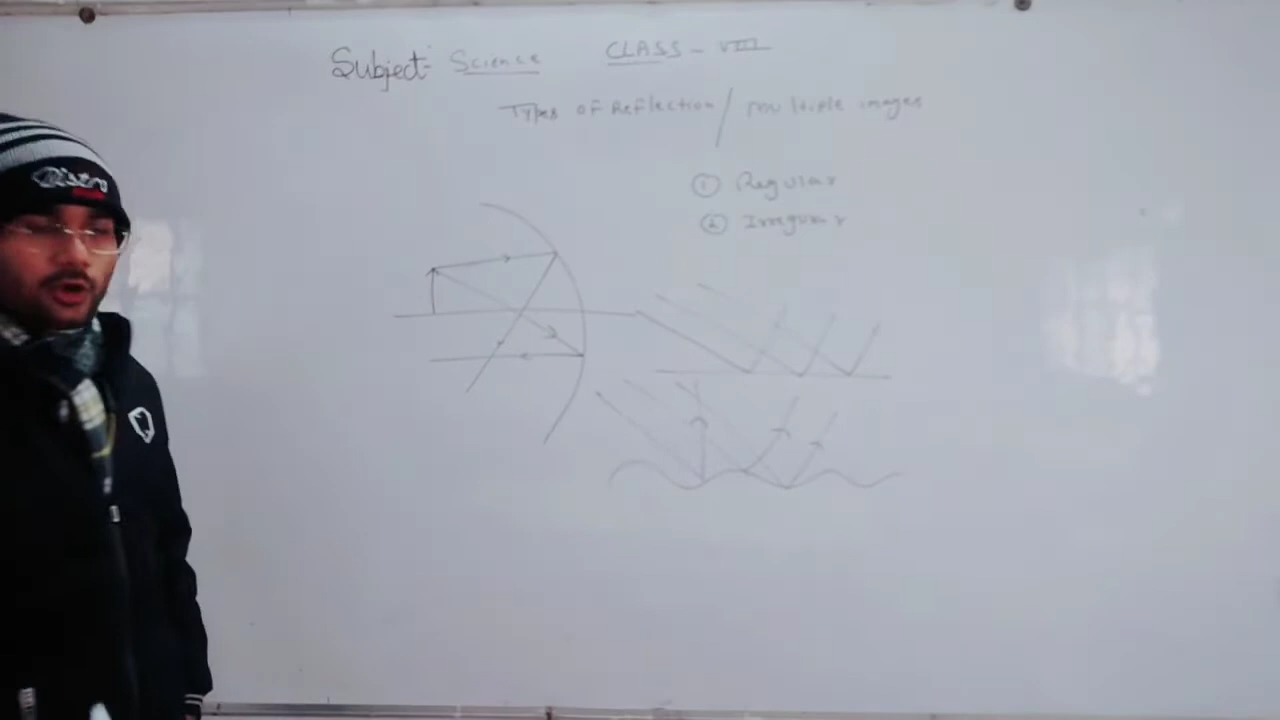 Subject:- Science CLASS - VIII
Types of Reflection / multiple images
① Regular
② Irregular